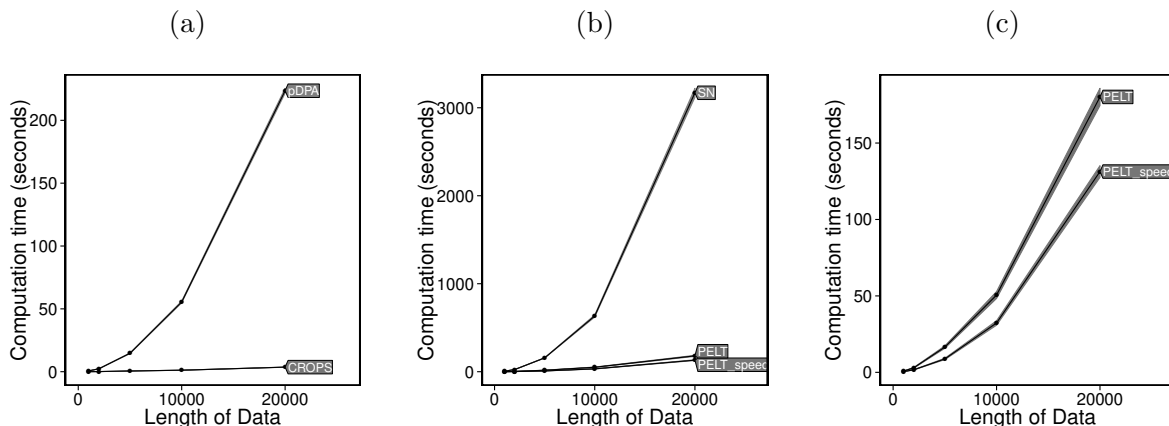 (a)
(b)
(c)
Computation time (seconds)
200
150
100
50
0
pDPA
CROPS
0
10000
20000
Length of Data
Computation time (seconds)
3000
2000
1000
0
SN
PELT
PELT_speed
0
10000
20000
Length of Data
Computation time (seconds)
150
100
50
0
PELT
PELT_speed
0
10000
20000
Length of Data